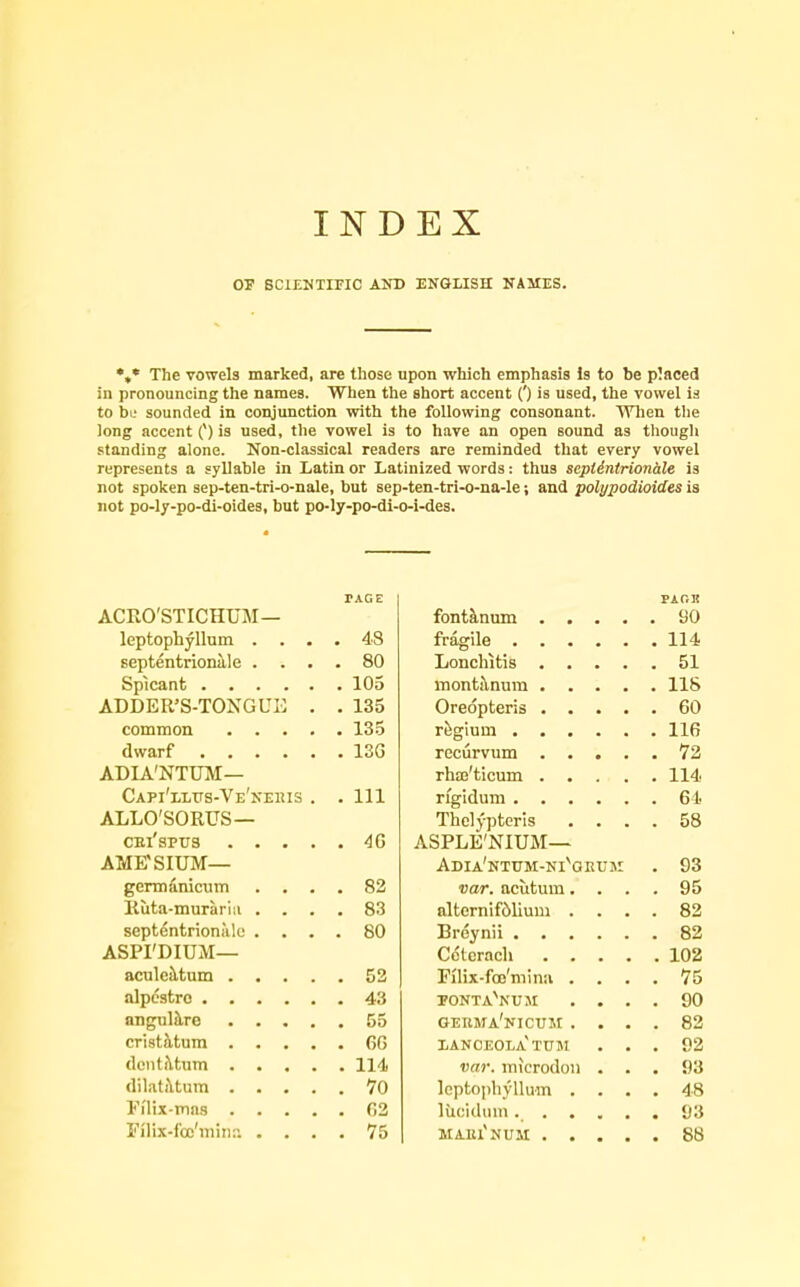 INDEX
OF SCIENTIFIC AND ENGLISH NAMES.
*** The vowels marked, are those upon which emphasis is to be placed
in pronouncing the names. When the short accent (') is used, the vowel is
to be sounded in conjunction with the following consonant. When the
long accent (`) is used, the vowel is to have an open sound as though
standing alone. Non-classical readers are reminded that every vowel
represents a syllable in Latin or Latinized words: thus septéntrionàle is
not spoken sep-ten-tri-o-nale, but sep-ten-tri-o-na-le; and polypodioides is
not po-ly-po-di-oides, but po-ly-po-di-o-i-des.
PAGE
ACRO'STICHUM—
leptophýllum . . . . 48
septéntrionàle . . . . 80
Spìcant . . . . . . 105
ADDER'S-TONGUE . . 135
common . . . . . 135
dwarf . . . . . . 136
ADIA'NTUM—
CAPI'LLUS-VE'NERIS . . 111
ALLO'SORUS—
CRI'SPUS . . . . . 46
AME`SIUM—
germánicum . . . . 82
Rùta-murària . . . . 83
septéntrionàle . . . . 80
ASPI'DIUM—
aculeàtum . . . . . 52
alpéstre . . . . . . 43
angulàre . . . . . 55
cristàtum . . . . . 66
dentàtum . . . . . 114
dilatàtum . . . . . 70
Fílix-mas . . . . . 62
Fílix-fœ'mina . . . . 75
PAGE
fontànum . . . . . 90
frágile . . . . . . 114
Lonchìtis . . . . . 51
montànum . . . . . 118
Oreópteris . . . . . 60
règium . . . . . . 116
recúrvum . . . . . 72
rhæ'ticum . . . . . 114
rígidum . . . . . . 64
Thelýpteris . . . . 58
ASPLE'NIUM—
ADIA'NTUM-NI`GRUM . 93
var. acùtum . . . . 95
alternifòlium . . . . 82
Bréynii . . . . . . 82
Céterach . . . . . 102
Fílix-fœ'mina . . . . 75
FONTA`NUM . . . . 90
GERMA'NICUM . . . . 82
LANCEOLA`TUM . . . 92
var. mìcrodon . . . 93
leptophýllum . . . . 48
lùcidum . . . . . . 93
MARI`NUM . . . . . 88